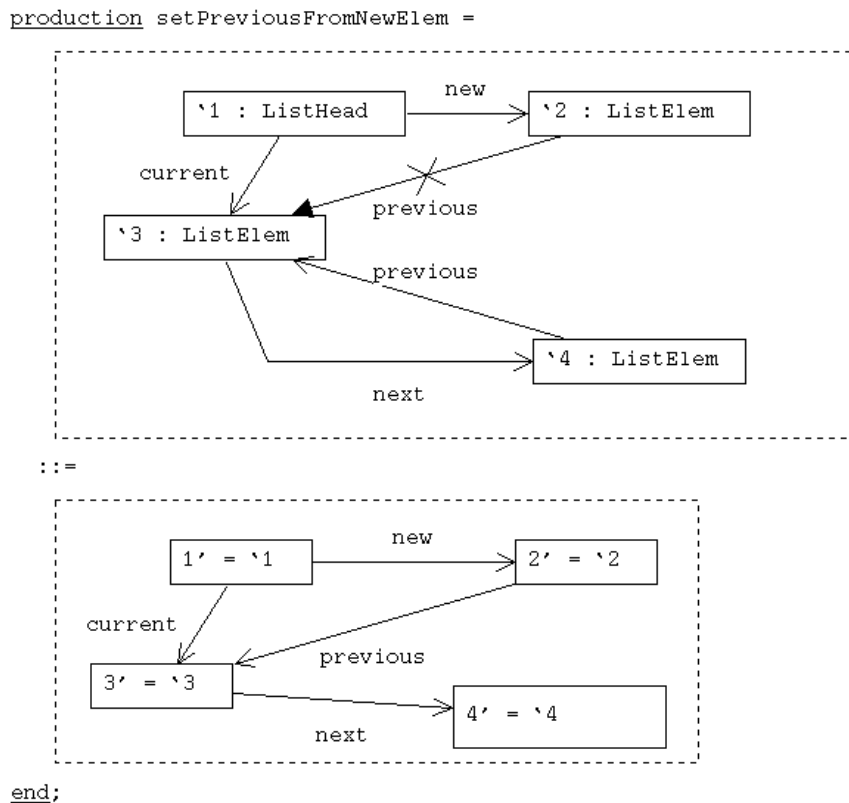 production setPreviousFromNewElem =
new
`1 : ListHead
`2 : ListElem
current
previous
`3 : ListElem
previous
`4 : ListElem
next
::=
new
1' = `1
2' = `2
current
previous
3' = `3
4' = `4
next
end;